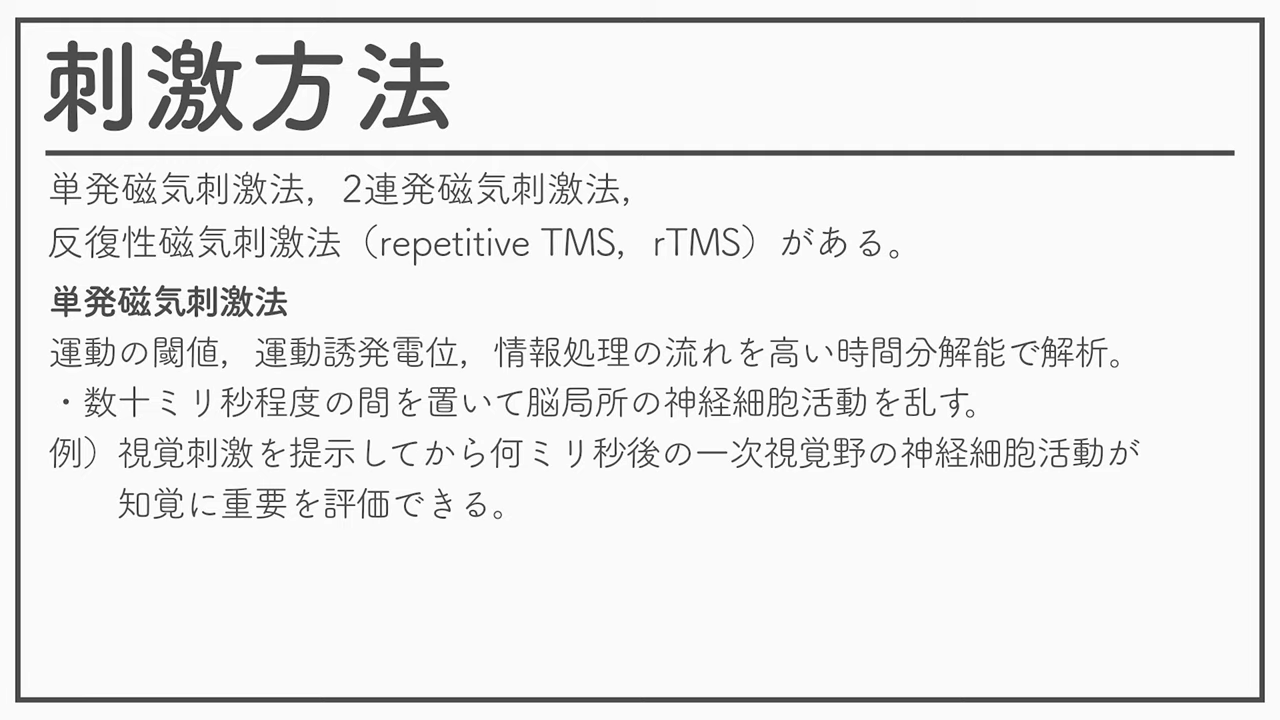 刺激方法
単発磁気刺激法，2連発磁気刺激法，
反復性磁気刺激法（repetitive TMS，rTMS）がある。
単発磁気刺激法
運動の閾値，運動誘発電位，情報処理の流れを高い時間分解能で解析。
・数十ミリ秒程度の間を置いて脳局所の神経細胞活動を乱す。
例）視覚刺激を提示してから何ミリ秒後の一次視覚野の神経細胞活動が
知覚に重要を評価できる。